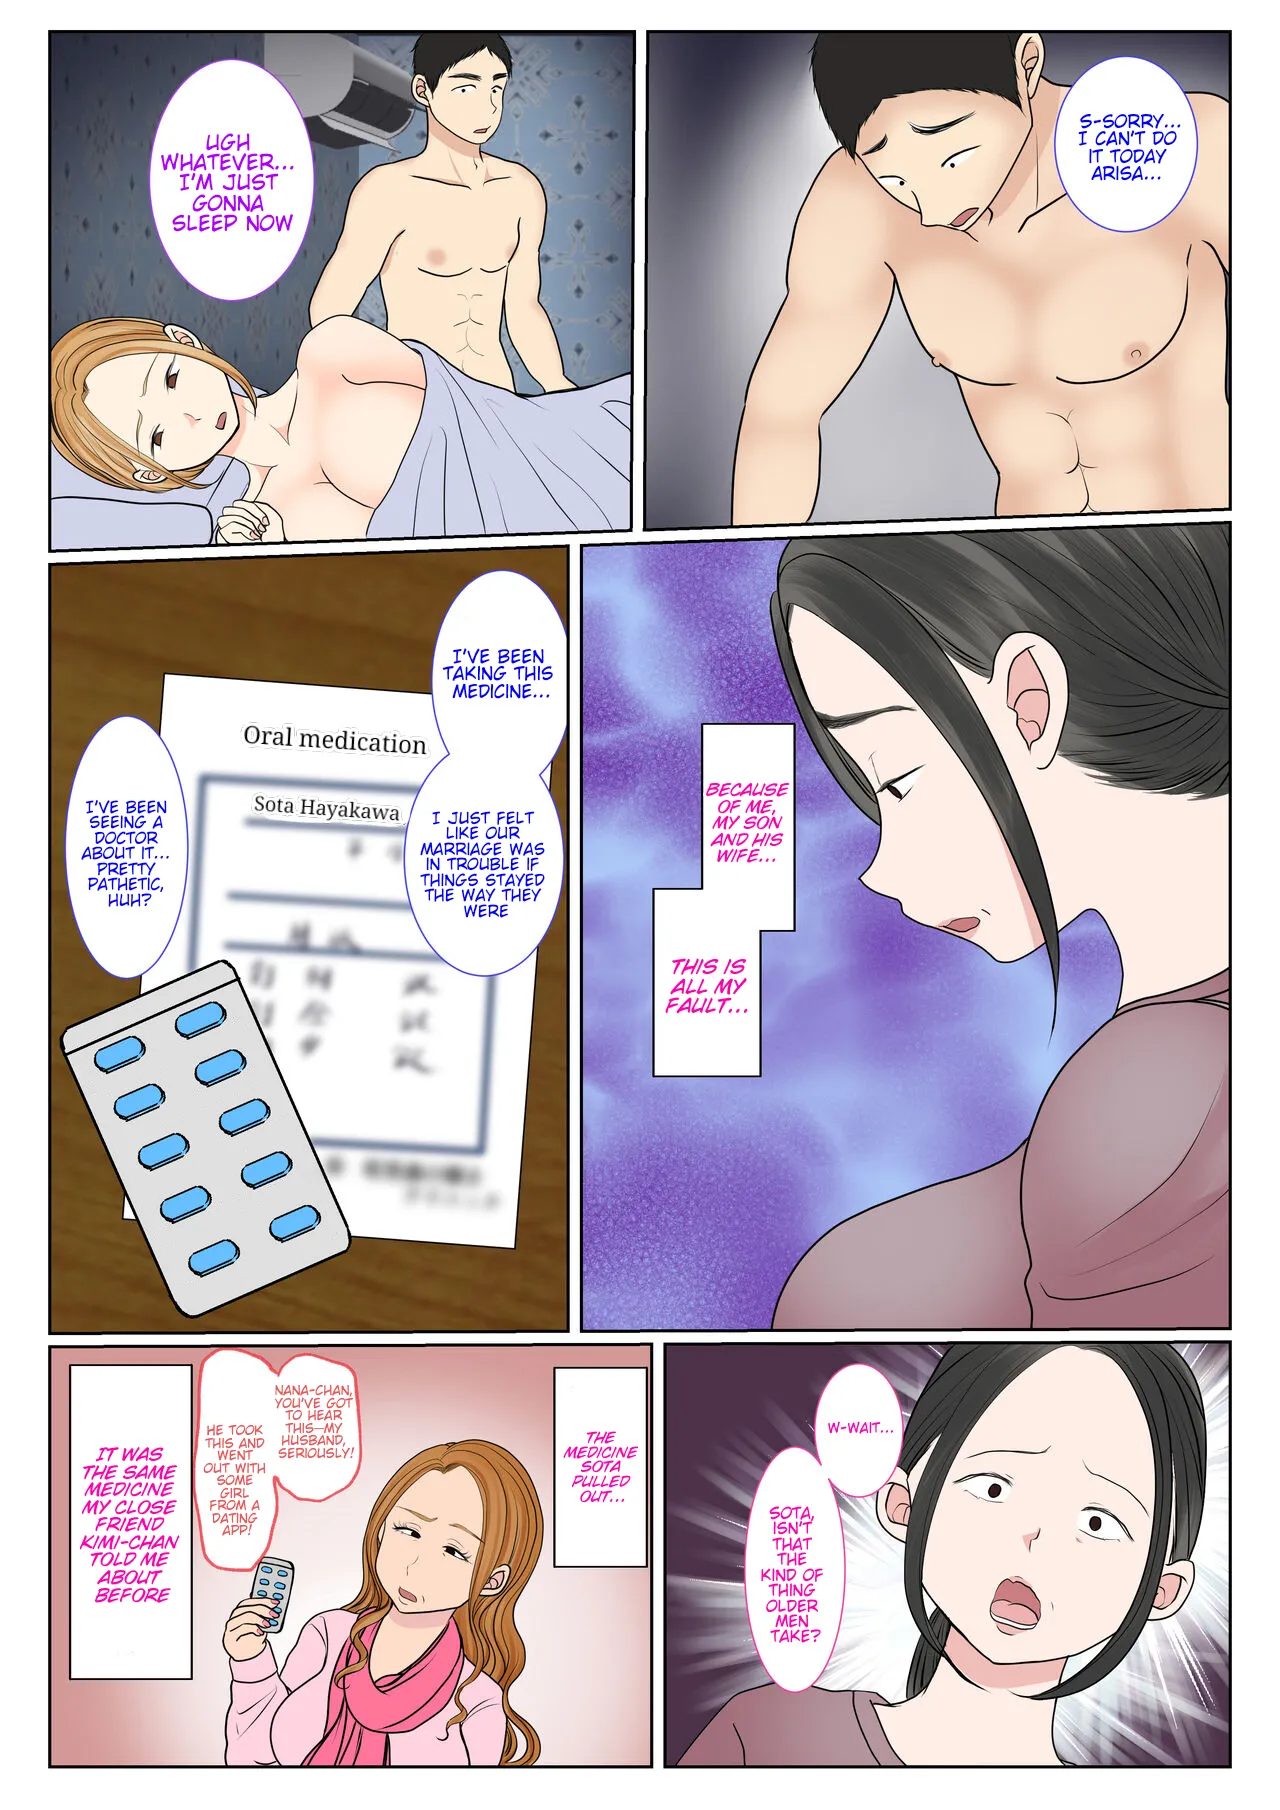 S-SORRY...
I CAN'T DO
IT TODAY
ARISA...
UGH
WHATEVER...
I'M JUST
GONNA
SLEEP NOW
BECAUSE
OF ME,
MY SON
AND HIS
WIFE...
THIS IS
ALL MY
FAULT...
I'VE BEEN
TAKING THIS
MEDICINE...
I JUST FELT
LIKE OUR
MARRIAGE WAS
IN TROUBLE IF
THINGS STAYED
THE WAY THEY
WERE
Oral medication
Sota Hayakawa
I'VE BEEN
SEEING A
DOCTOR
ABOUT IT...
PRETTY
PATHETIC,
HUH?
W-WAIT...
SOTA,
ISN'T
THAT THE
KIND OF
THING
OLDER
MEN
TAKE?
THE
MEDICINE
SOTA
PULLED
OUT...
NANA-CHAN,
YOU'VE GOT
TO HEAR
THIS—MY
HUSBAND,
SERIOUSLY!
HE TOOK
THIS AND
WENT
OUT WITH
SOME
GIRL
FROM A
DATING
APP!
IT WAS
THE SAME
MEDICINE
MY CLOSE
FRIEND
KIMI-CHAN
TOLD ME
ABOUT
BEFORE